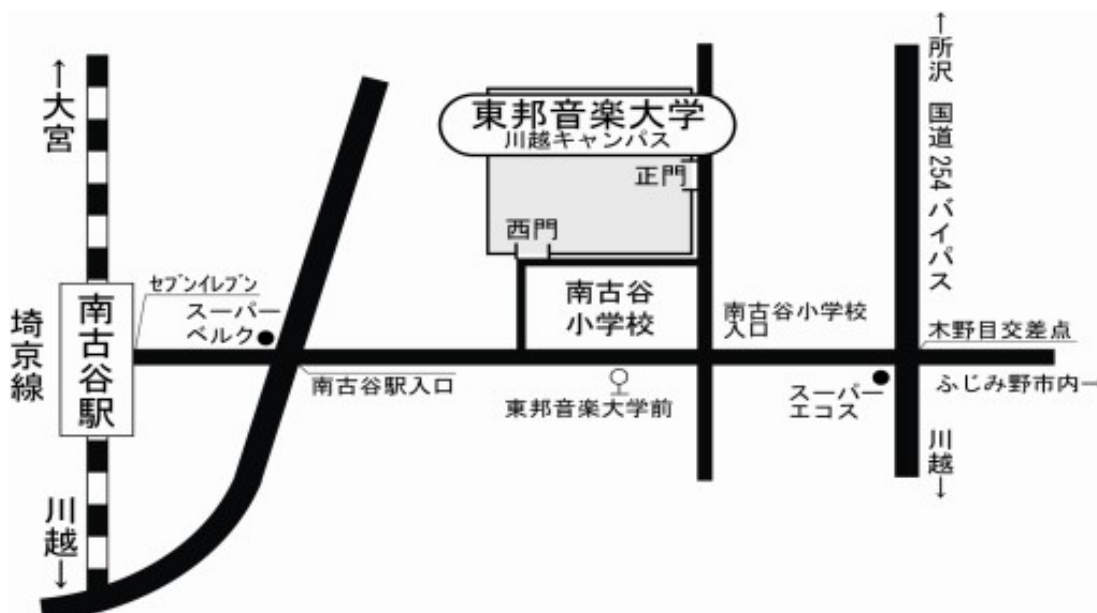 ←大宮
埼京線
南古谷駅
川越→
セブンイレブン
スーパー
ベルク
南古谷駅入口
東邦音楽大学
川越キャンパス
正門
西門
南古谷
小学校
東邦音楽大学前
南古谷小学校
入口
スーパー
エコス
←所沢 国道254バイパス
木野目交差点
ふじみ野市内→
川越→